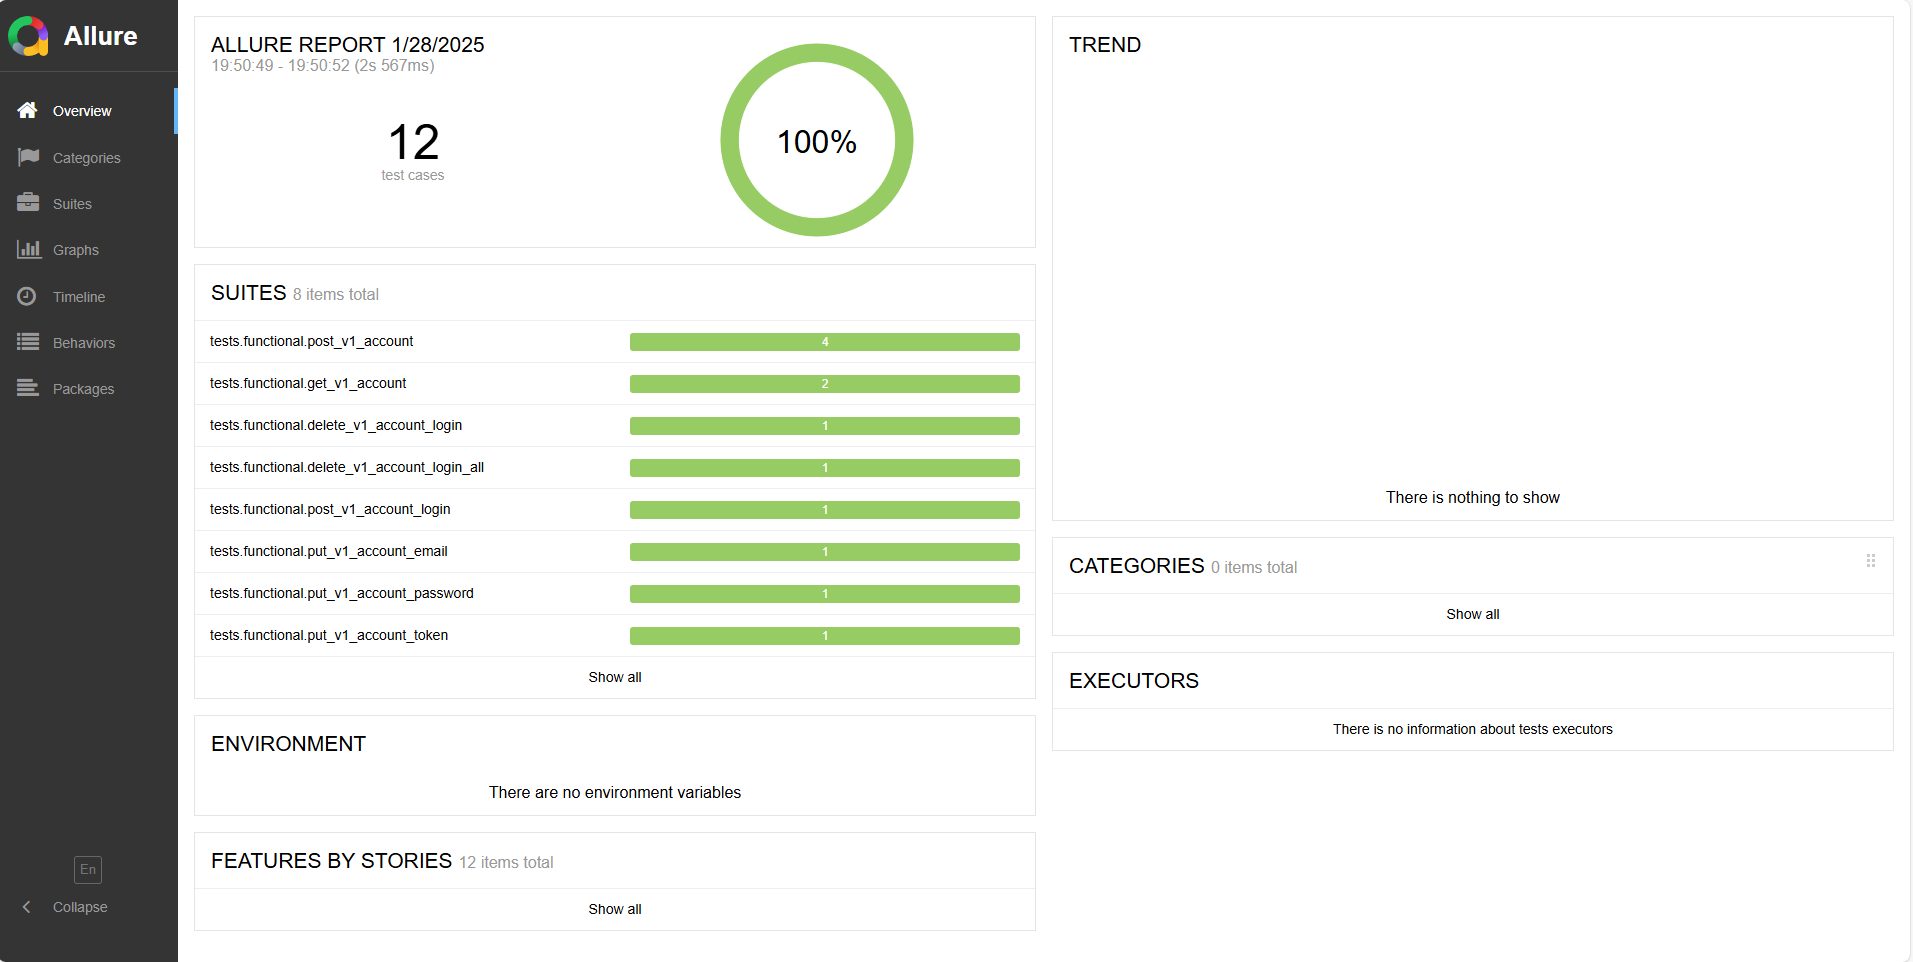 Allure
Overview
Categories
Suites
Graphs
Timeline
Behaviors
Packages
En
Collapse
ALLURE REPORT 1/28/2025
19:50:49 - 19:50:52 (2s 567ms)
12
test cases
100%
SUITES 8 items total
tests.functional.post_v1_account 4
tests.functional.get_v1_account 2
tests.functional.delete_v1_account_login 1
tests.functional.delete_v1_account_login_all 1
tests.functional.post_v1_account_login 1
tests.functional.put_v1_account_email 1
tests.functional.put_v1_account_password 1
tests.functional.put_v1_account_token 1
Show all
ENVIRONMENT
There are no environment variables
FEATURES BY STORIES 12 items total
Show all
TREND
There is nothing to show
CATEGORIES 0 items total
Show all
EXECUTORS
There is no information about tests executors